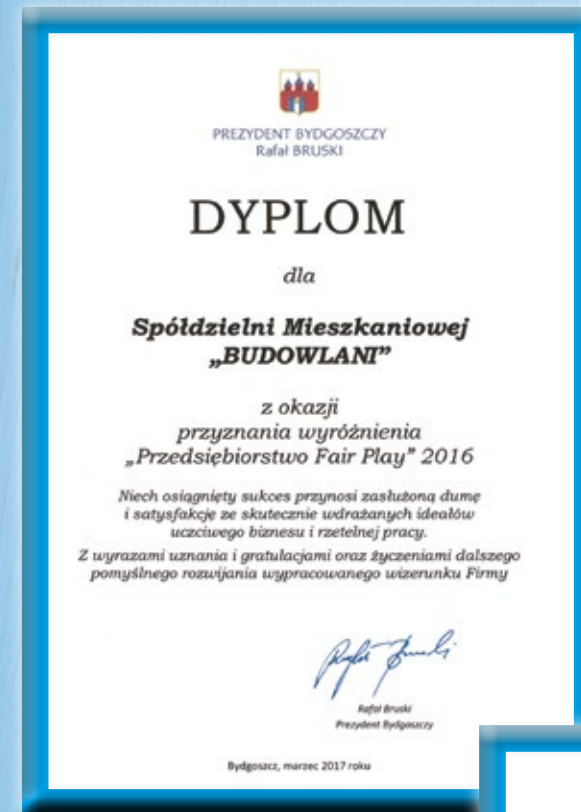 PREZYDENT BYDGOSZCZY
Rafał BRUSKI
DYPLOM
dla
Spółdzielni Mieszkaniowej
„BUDOWLANI”
z okazji
przyznania wyróżnienia
„Przedsiębiorstwo Fair Play” 2016
Niech osiągnięty sukces przynosi zasłużoną dumę
i satysfakcję ze skutecznie wdrażanych ideałów
uczciwego biznesu i rzetelnej pracy.
Z wyrazami uznania i gratulacjami oraz życzeniami dalszego
pomyślnego rozwijania wypracowanego wizerunku Firmy
Rafał Bruski
Prezydent Bydgoszczy
Bydgoszcz, marzec 2017 roku